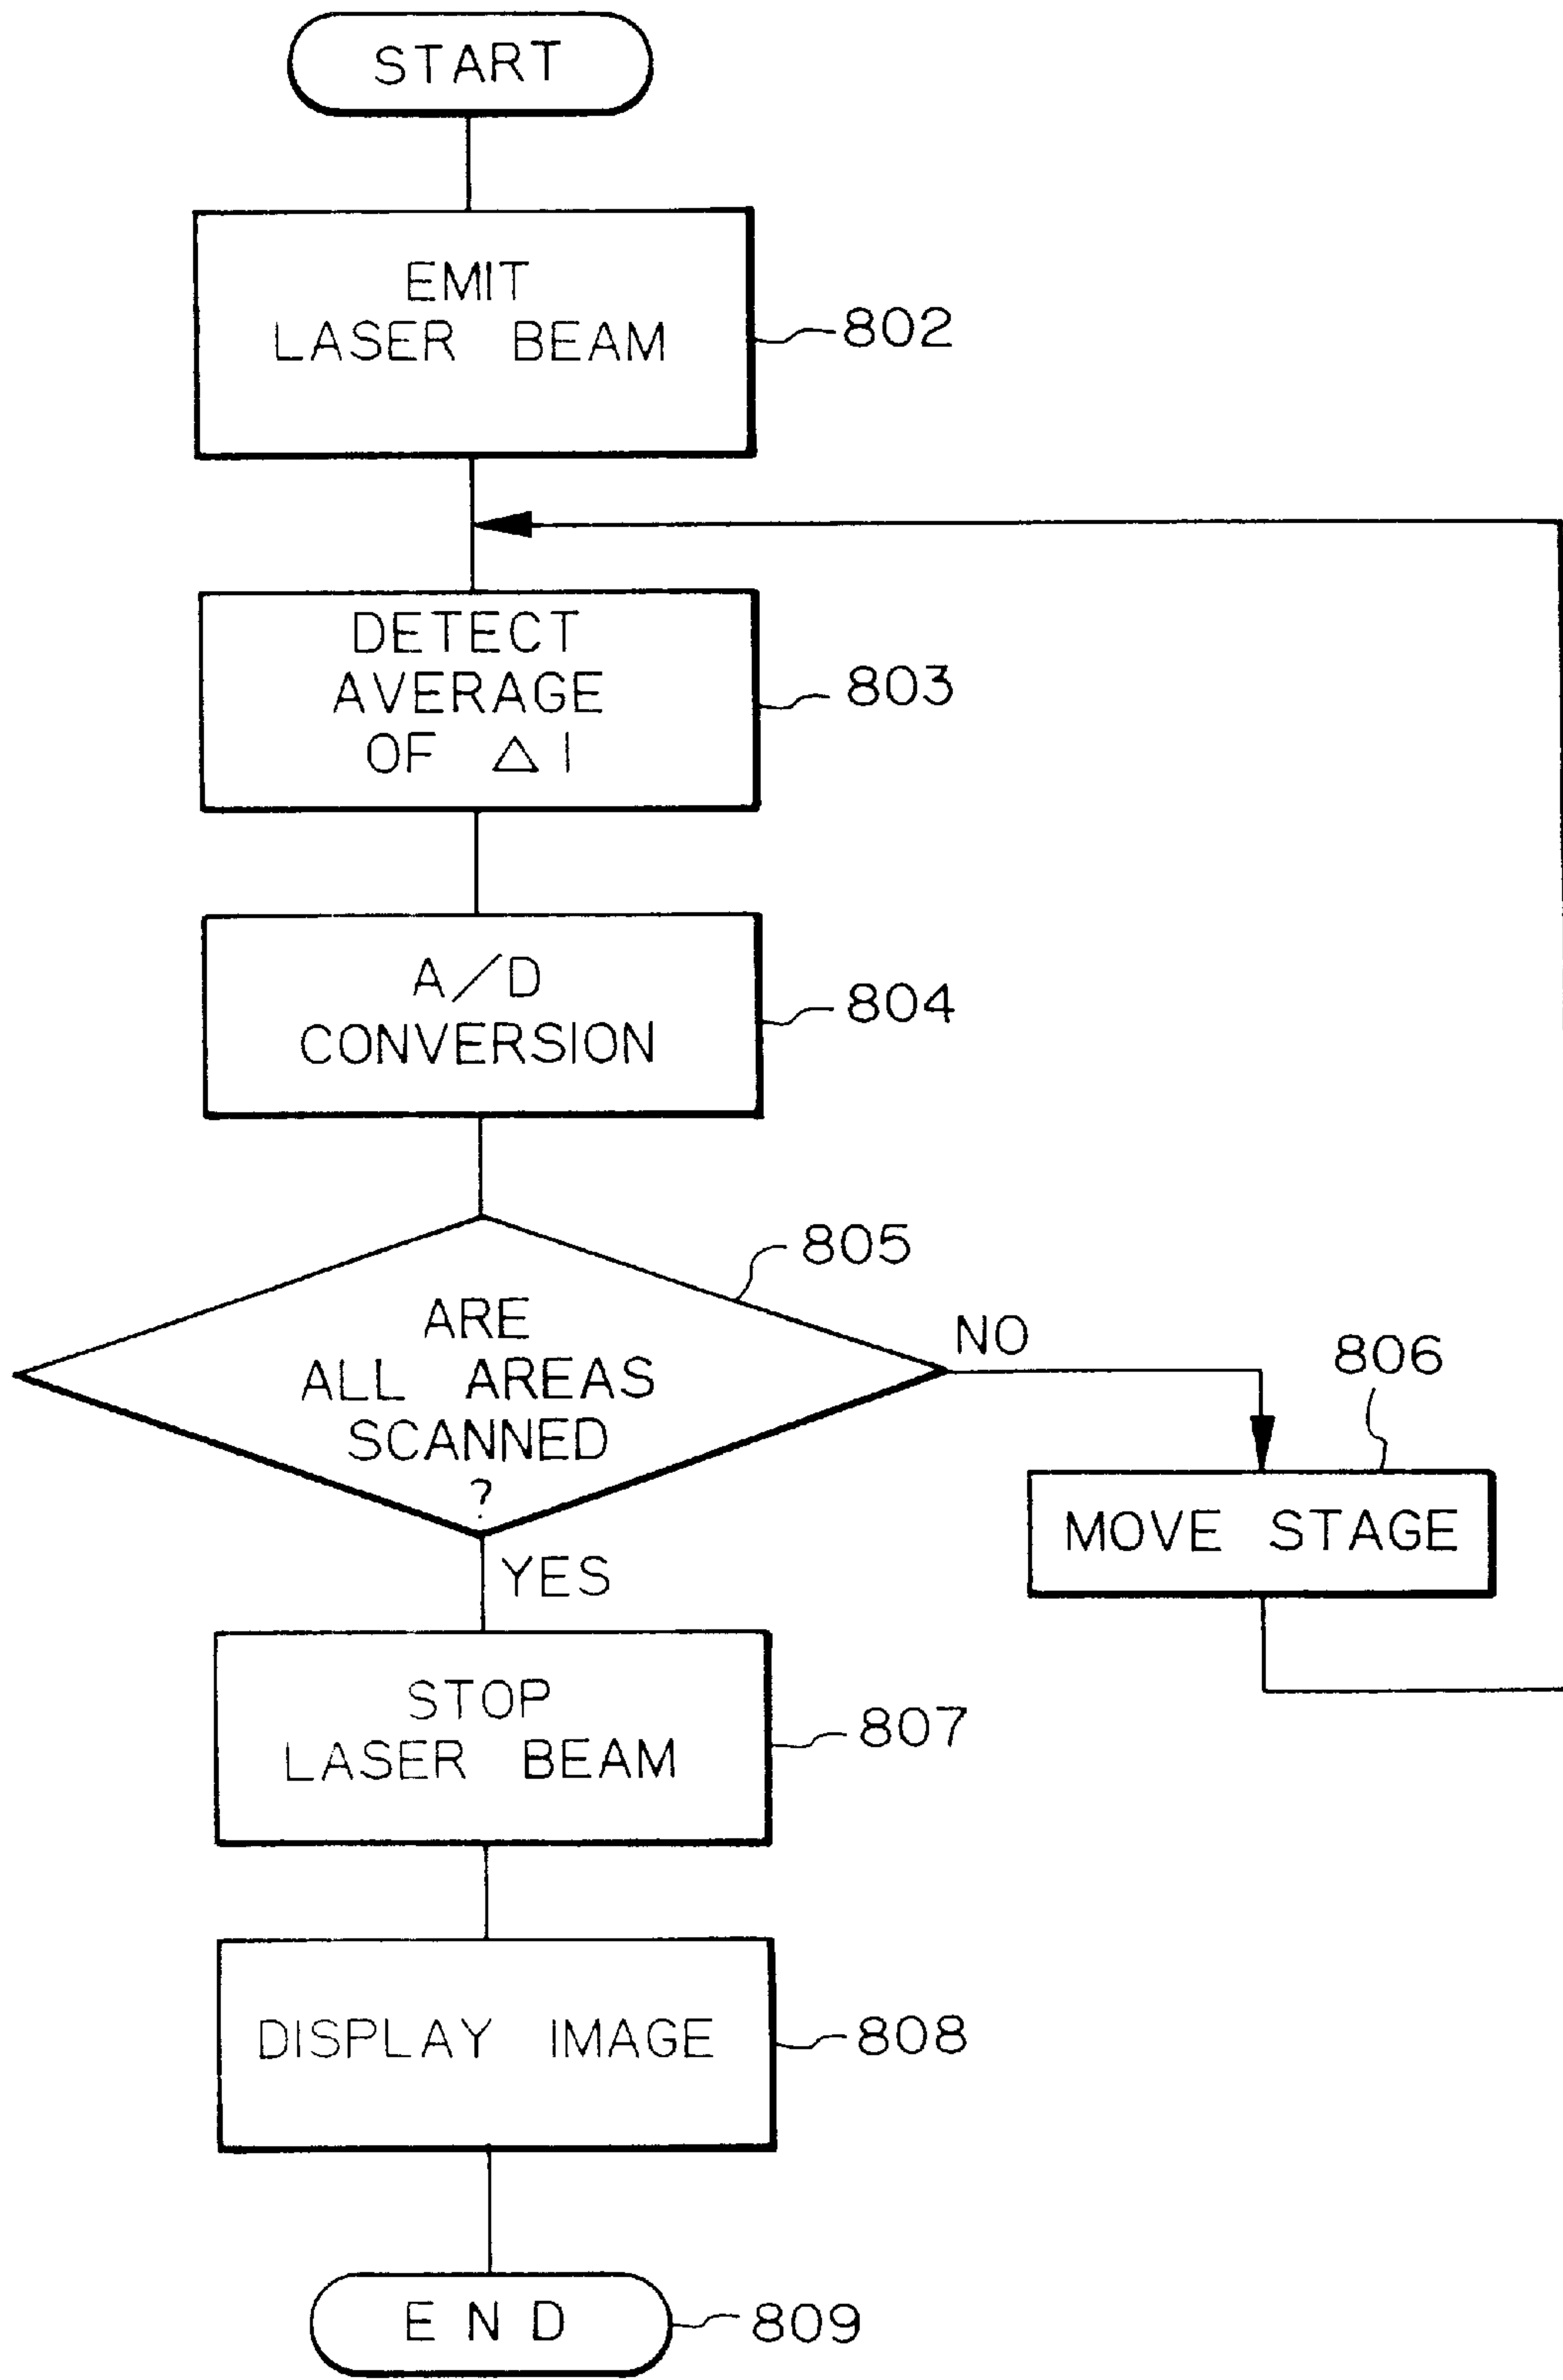 START
EMIT
LASER BEAM
802
DETECT
AVERAGE
OF △ I
803
A/D
CONVERSION
804
805
ARE
ALL AREAS
SCANNED
?
NO
806
MOVE STAGE
YES
STOP
LASER BEAM
807
DISPLAY IMAGE
808
END
809